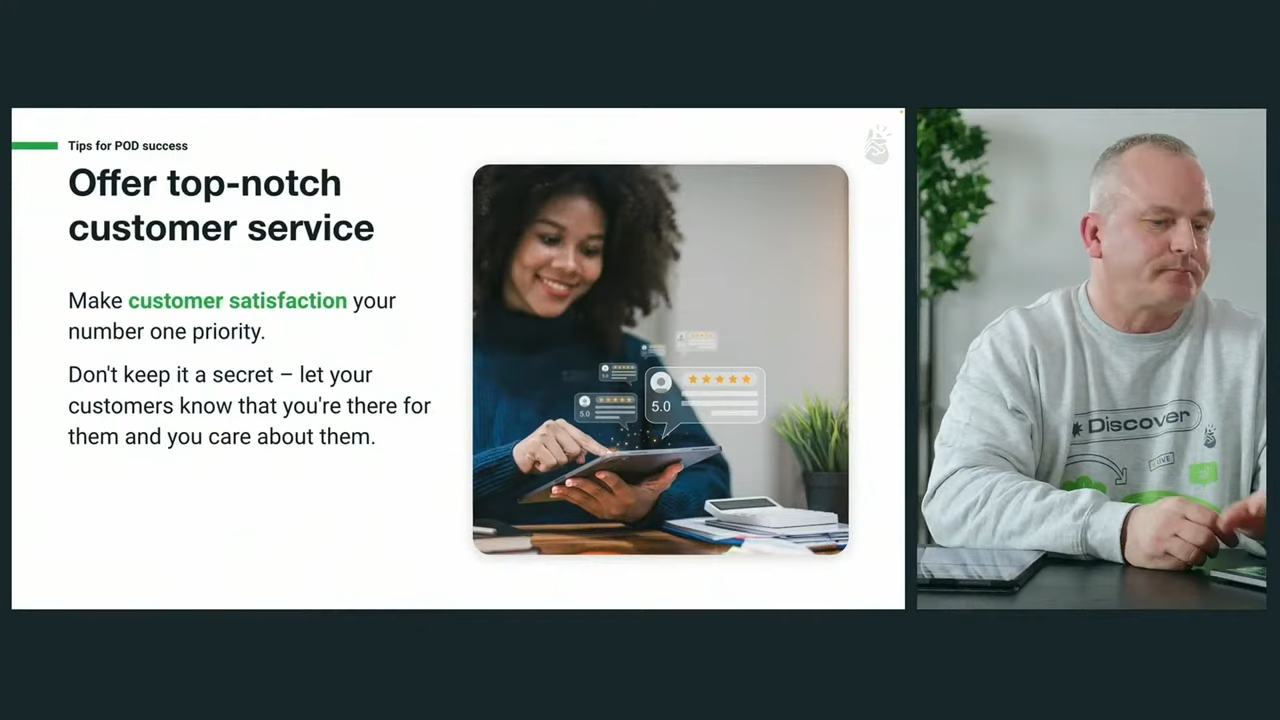 Tips for POD success
Offer top-notch
customer service
Make customer satisfaction your
number one priority.
Don't keep it a secret – let your
customers know that you're there for
them and you care about them.
5.0
5.0
Discover